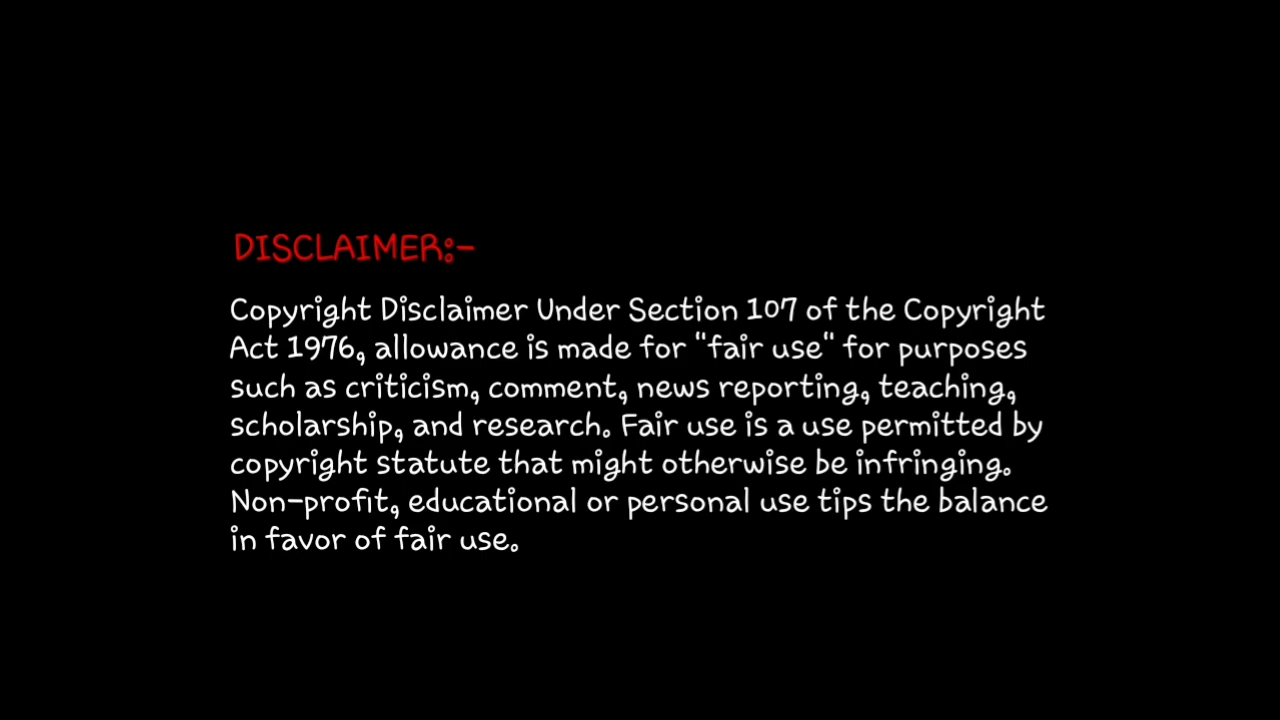 DISCLAIMER:-
Copyright Disclaimer Under Section 107 of the Copyright
Act 1976, allowance is made for "fair use" for purposes
such as criticism, comment, news reporting, teaching,
scholarship, and research. Fair use is a use permitted by
copyright statute that might otherwise be infringing.
Non-profit, educational or personal use tips the balance
in favor of fair use.